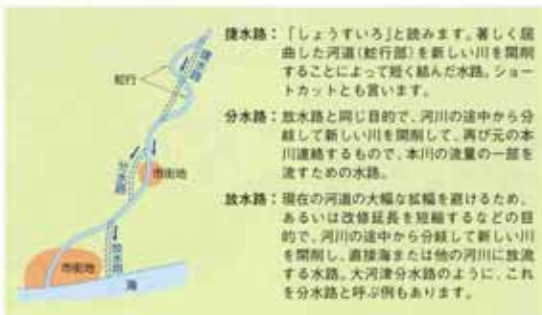 捷水路
蛇行
分水路
市街地
放水路
市街地
海
捷水路：「しょうすいろ」と読みます。著しく屈
曲した河道（蛇行部）を新しい川を開削
することによって短く結んだ水路。ショー
トカットとも言います。
分水路：放水路と同じ目的で、河川の途中から分
岐して新しい川を開削して、再び元の本
川連絡するもので、本川の流量の一部を
流すための水路。
放水路：現在の河道の大幅な拡幅を避けるため、
あるいは改修延長を短縮するなどの目
的で、河川の途中から分岐して新しい川
を開削し、直接海または他の河川に放流
する水路。大河津分水路のように、これ
を分水路と呼ぶ例もあります。